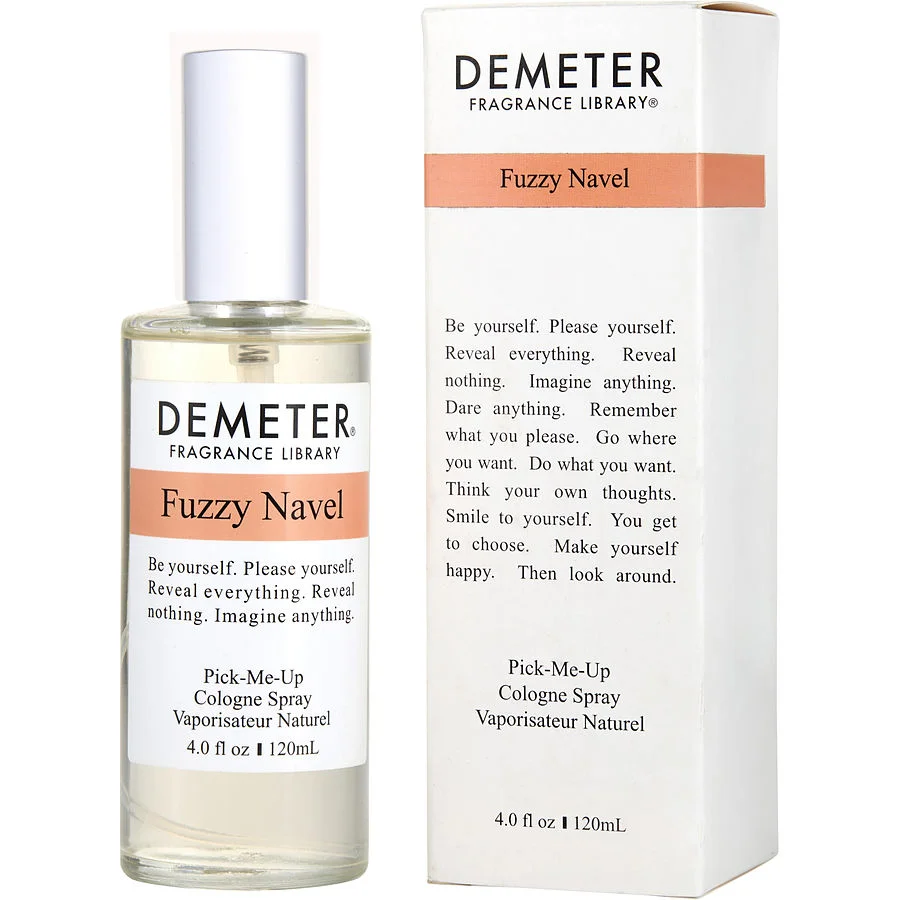 DEMETER®
FRAGRANCE LIBRARY
Fuzzy Navel
Be yourself. Please yourself.
Reveal everything. Reveal
nothing. Imagine anything.
Pick-Me-Up
Cologne Spray
Vaporisateur Naturel
4.0 fl oz ▮ 120mL
DEMETER
FRAGRANCE LIBRARY®
Fuzzy Navel
Be yourself. Please yourself.
Reveal everything. Reveal
nothing. Imagine anything.
Dare anything. Remember
what you please. Go where
you want. Do what you want.
Think your own thoughts.
Smile to yourself. You get
to choose. Make yourself
happy. Then look around.
Pick-Me-Up
Cologne Spray
Vaporisateur Naturel
4.0 fl oz ▮ 120mL